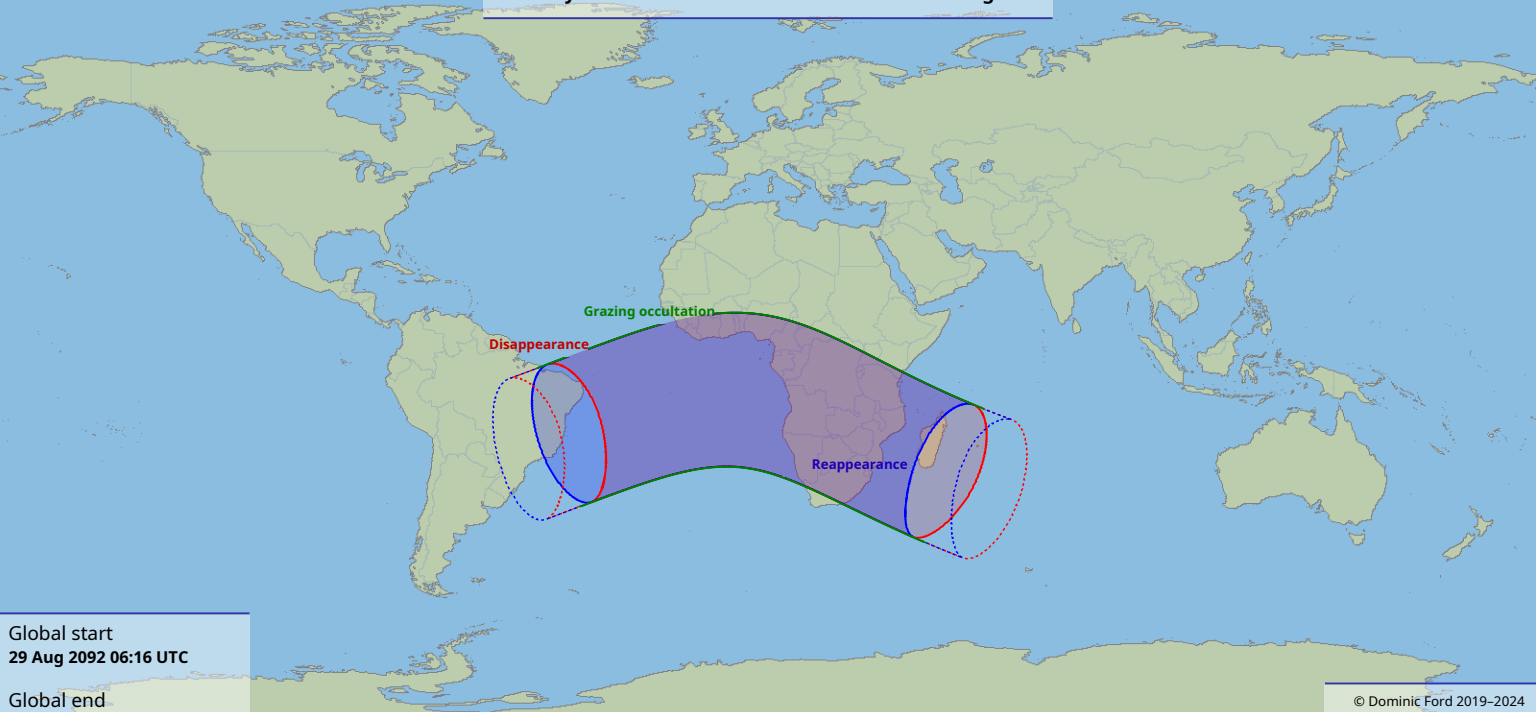 Grazing occultation
Disappearance
Reappearance
Global start
29 Aug 2092 06:16 UTC
Global end
© Dominic Ford 2019–2024